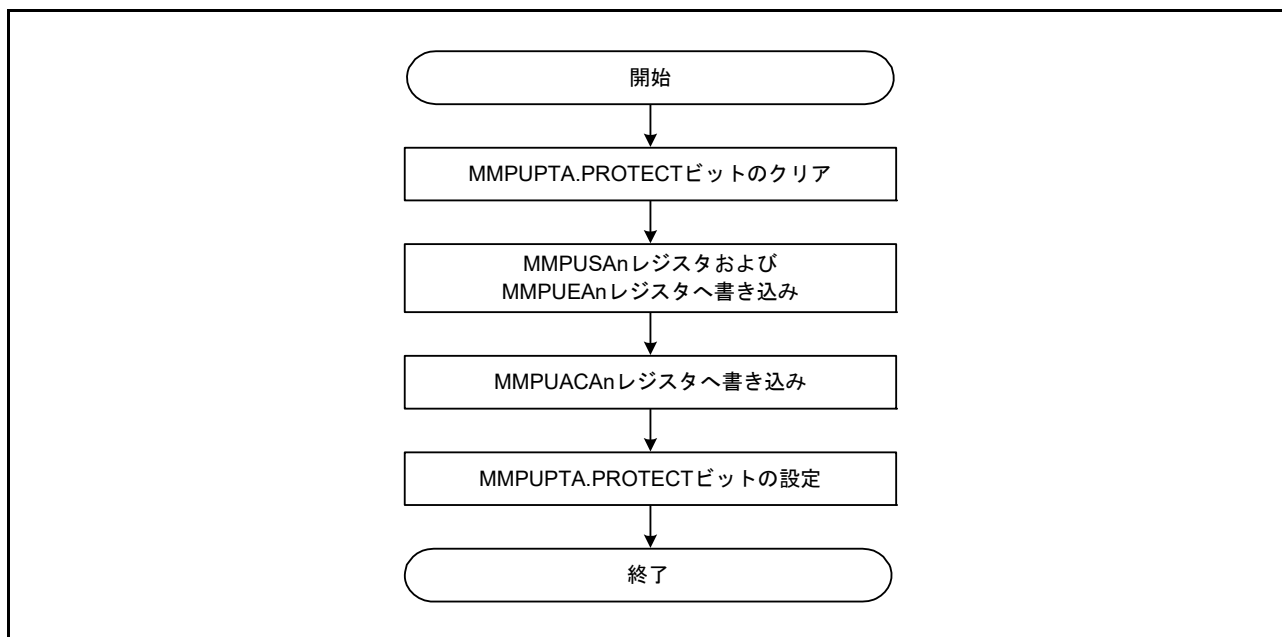 開始
MMPUPTA.PROTECTビットのクリア
MMPUSAnレジスタおよび
MMPUEAnレジスタへ書き込み
MMPUACAnレジスタへ書き込み
MMPUPTA.PROTECTビットの設定
終了